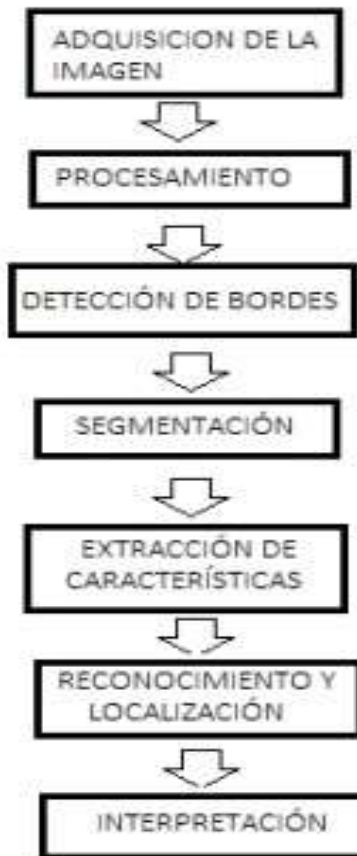 ADQUISICION DE LA
IMAGEN
PROCESAMIENTO
DETECCIÓN DE BORDES
SEGMENTACIÓN
EXTRACCIÓN DE
CARACTERÍSTICAS
RECONOCIMIENTO Y
LOCALIZACIÓN
INTERPRETACIÓN